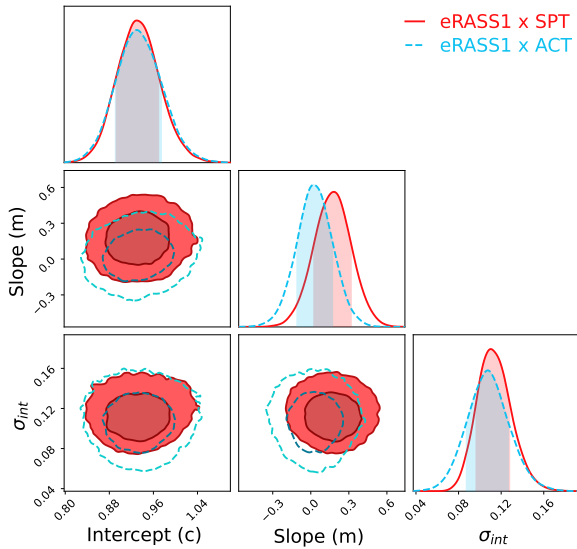 eRASS1 x SPT
eRASS1 x ACT
Slope (m)
0.6
0.3
0.0
−0.3
σint
0.16
0.12
0.08
0.04
0.80 0.88 0.96 1.04
Intercept (c)
−0.3 0.0 0.3 0.6
Slope (m)
0.04 0.08 0.12 0.16
σint